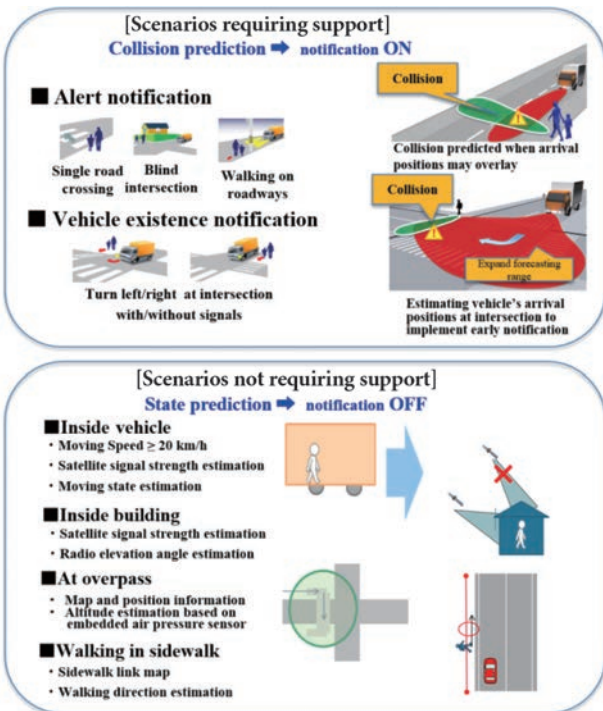 [Scenarios requiring support]
Collision prediction ➡ notification ON
■ Alert notification
Single road
crossing
Blind
intersection
Walking on
roadways
Collision
Collision predicted when arrival
positions may overlay
■ Vehicle existence notification
Turn left/right at intersection
with/without signals
Collision
Expand forecasting
range
Estimating vehicle's arrival
positions at intersection to
implement early notification
[Scenarios not requiring support]
State prediction ➡ notification OFF
■Inside vehicle
・Moving Speed ≥ 20 km/h
・Satellite signal strength estimation
・Moving state estimation
■Inside building
・Satellite signal strength estimation
・Radio elevation angle estimation
■At overpass
・Map and position information
・Altitude estimation based on
embedded air pressure sensor
■Walking in sidewalk
・Sidewalk link map
・Walking direction estimation